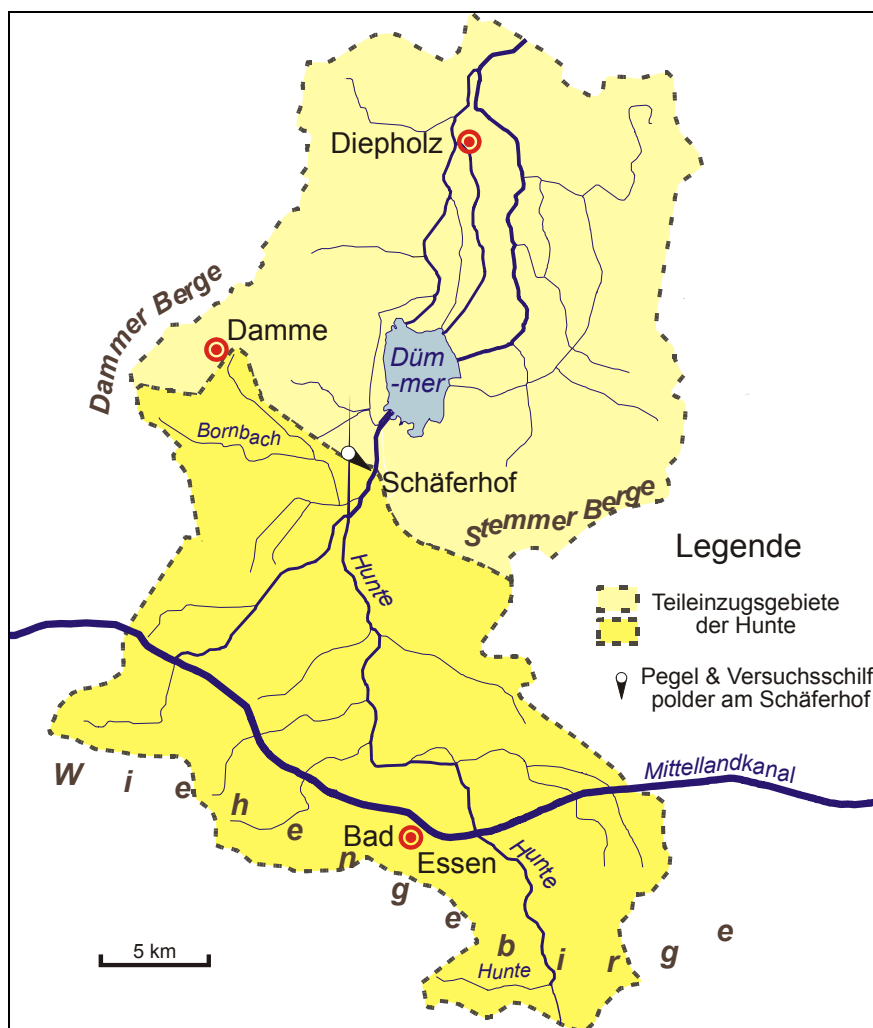 Diepholz
Dammer Berge
Damme
Düm
-mer
Bornbach
Schäferhof
Stemmer Berge
Hunte
Legende
Teileinzugsgebiete
der Hunte
Pegel & Versuchsschilf
polder am Schäferhof
Mittellandkanal
Wiehengebirge
Bad
Essen
Hunte
Hunte
5 km